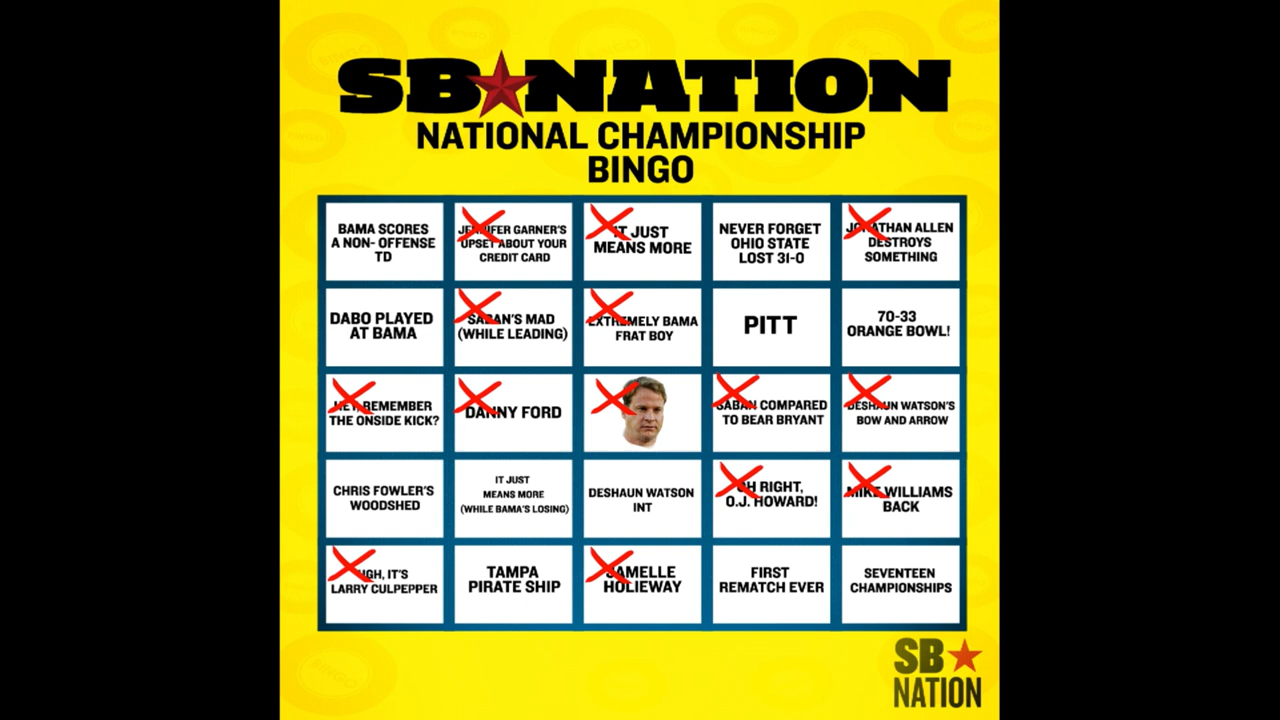 SB NATION
NATIONAL CHAMPIONSHIP
BINGO
BAMA SCORES
A NON- OFFENSE
TD
JENNIFER GARNER'S
UPSET ABOUT YOUR
CREDIT CARD
IT JUST
MEANS MORE
NEVER FORGET
OHIO STATE
LOST 31-0
JONATHAN ALLEN
DESTROYS
SOMETHING
DABO PLAYED
AT BAMA
SABAN'S MAD
(WHILE LEADING)
EXTREMELY BAMA
FRAT BOY
PITT
70-33
ORANGE BOWL!
HEY, REMEMBER
THE ONSIDE KICK?
DANNY FORD
SABAN COMPARED
TO BEAR BRYANT
DESHAUN WATSON'S
BOW AND ARROW
CHRIS FOWLER'S
WOODSHED
IT JUST
MEANS MORE
(WHILE BAMA'S LOSING)
DESHAUN WATSON
INT
OH RIGHT,
O.J. HOWARD!
MIKE WILLIAMS
BACK
UGH, IT'S
LARRY CULPEPPER
TAMPA
PIRATE SHIP
JAMELLE
HOLIEWAY
FIRST
REMATCH EVER
SEVENTEEN
CHAMPIONSHIPS
SB
NATION